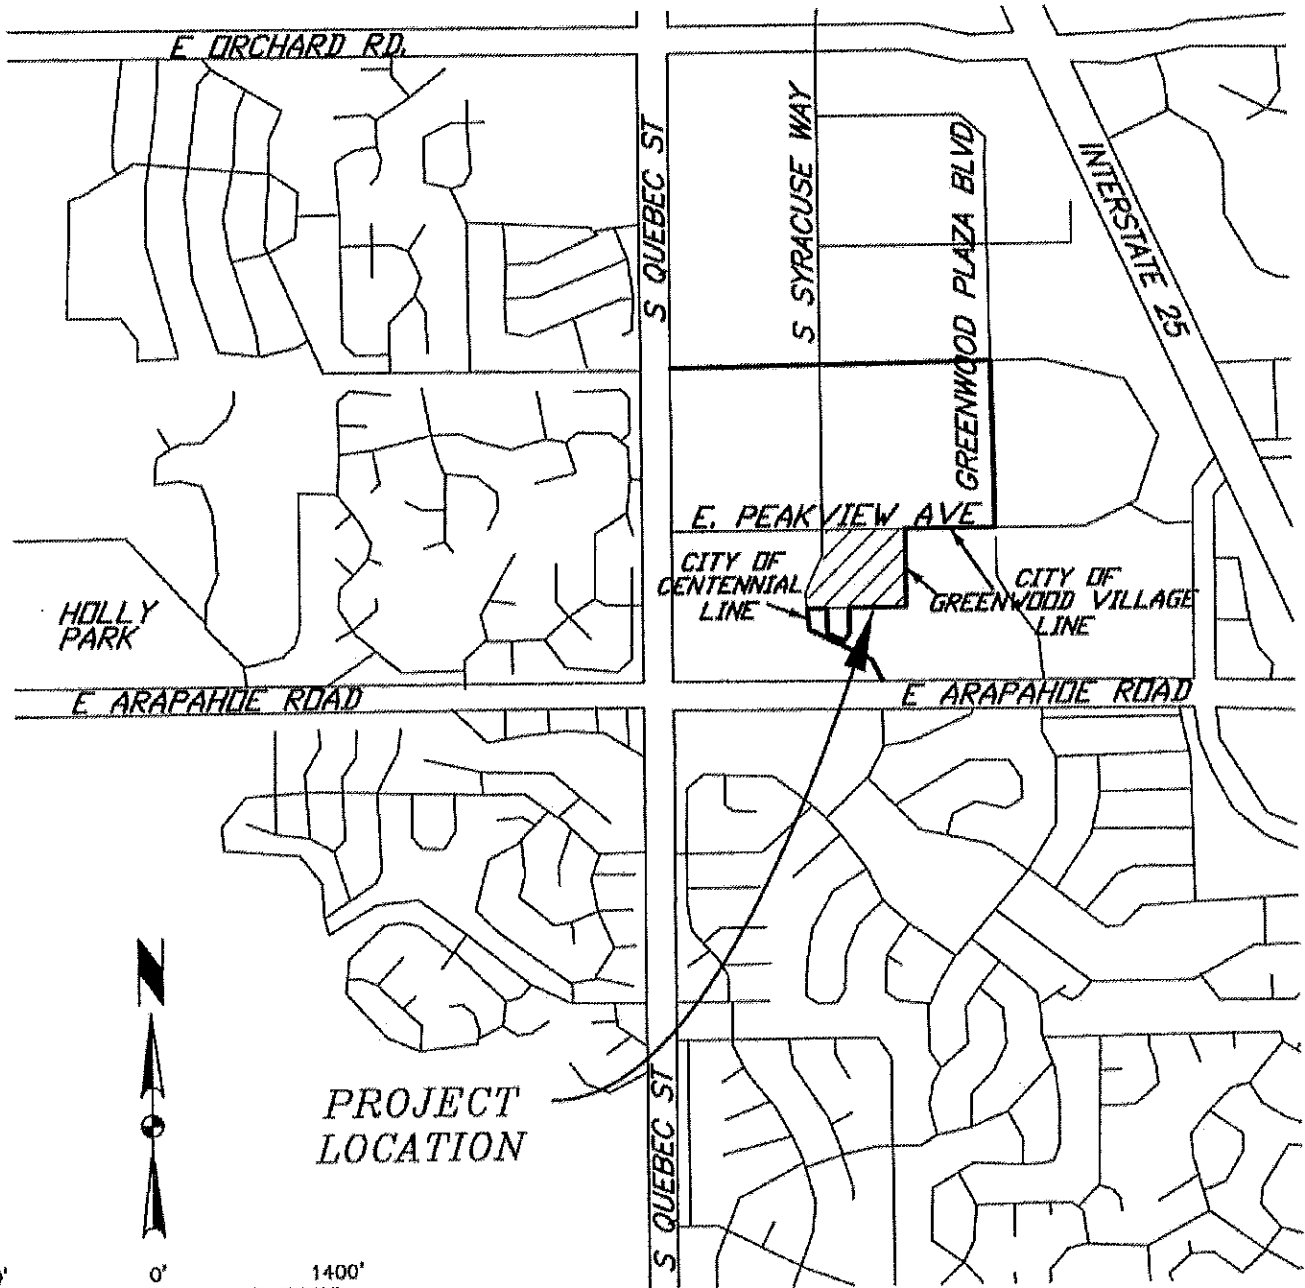 E ORCHARD RD.
S QUEBEC ST
S SYRACUSE WAY
GREENWOOD PLAZA BLVD
INTERSTATE 25
E. PEAKVIEW AVE
CITY OF
CENTENNIAL
LINE
CITY OF
GREENWOOD VILLAGE
LINE
HOLLY
PARK
E ARAPAHOE ROAD
E ARAPAHOE ROAD
N
PROJECT
LOCATION
S QUEBEC ST
0'
1400'